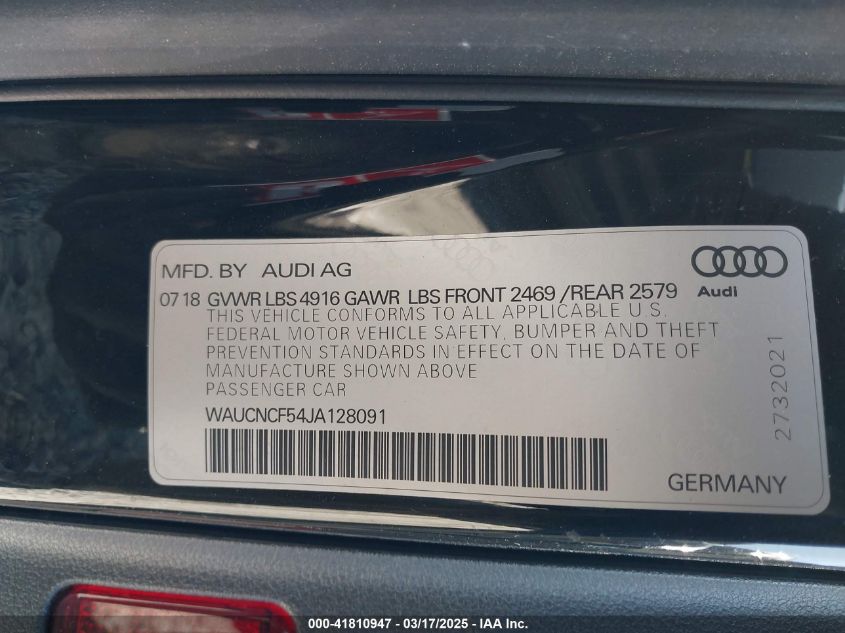 MFD. BY AUDI AG
Audi
07 18 GVWR LBS 4916 GAWR LBS FRONT 2469 /REAR 2579
THIS VEHICLE CONFORMS TO ALL APPLICABLE U.S.
FEDERAL MOTOR VEHICLE SAFETY, BUMPER AND THEFT
PREVENTION STANDARDS IN EFFECT ON THE DATE OF
MANUFACTURE SHOWN ABOVE
PASSENGER CAR
WAUCNCF54JA128091
2732021
GERMANY
000-41810947 - 03/17/2025 - IAA Inc.